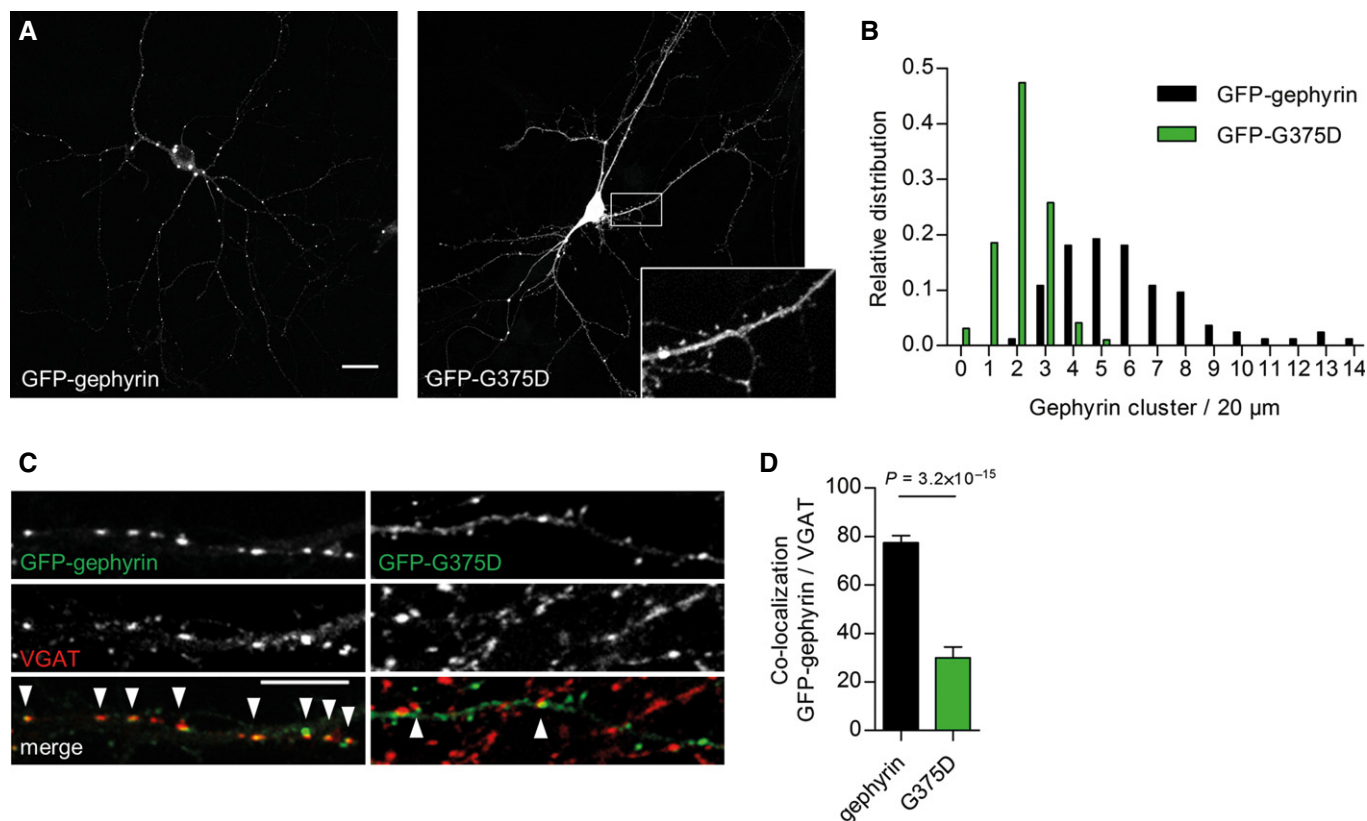 A
GFP-gephyrin
GFP-G375D
B
Relative distribution
0.5
0.4
0.3
0.2
0.1
0.0
GFP-gephyrin
GFP-G375D
0 1 2 3 4 5 6 7 8 9 10 11 12 13 14
Gephyrin cluster / 20 µm
C
GFP-gephyrin
GFP-G375D
VGAT
merge
D
P = 3.2×10⁻¹⁵
Co-localization
GFP-gephyrin / VGAT
100
80
60
40
20
0
gephyrin
G375D